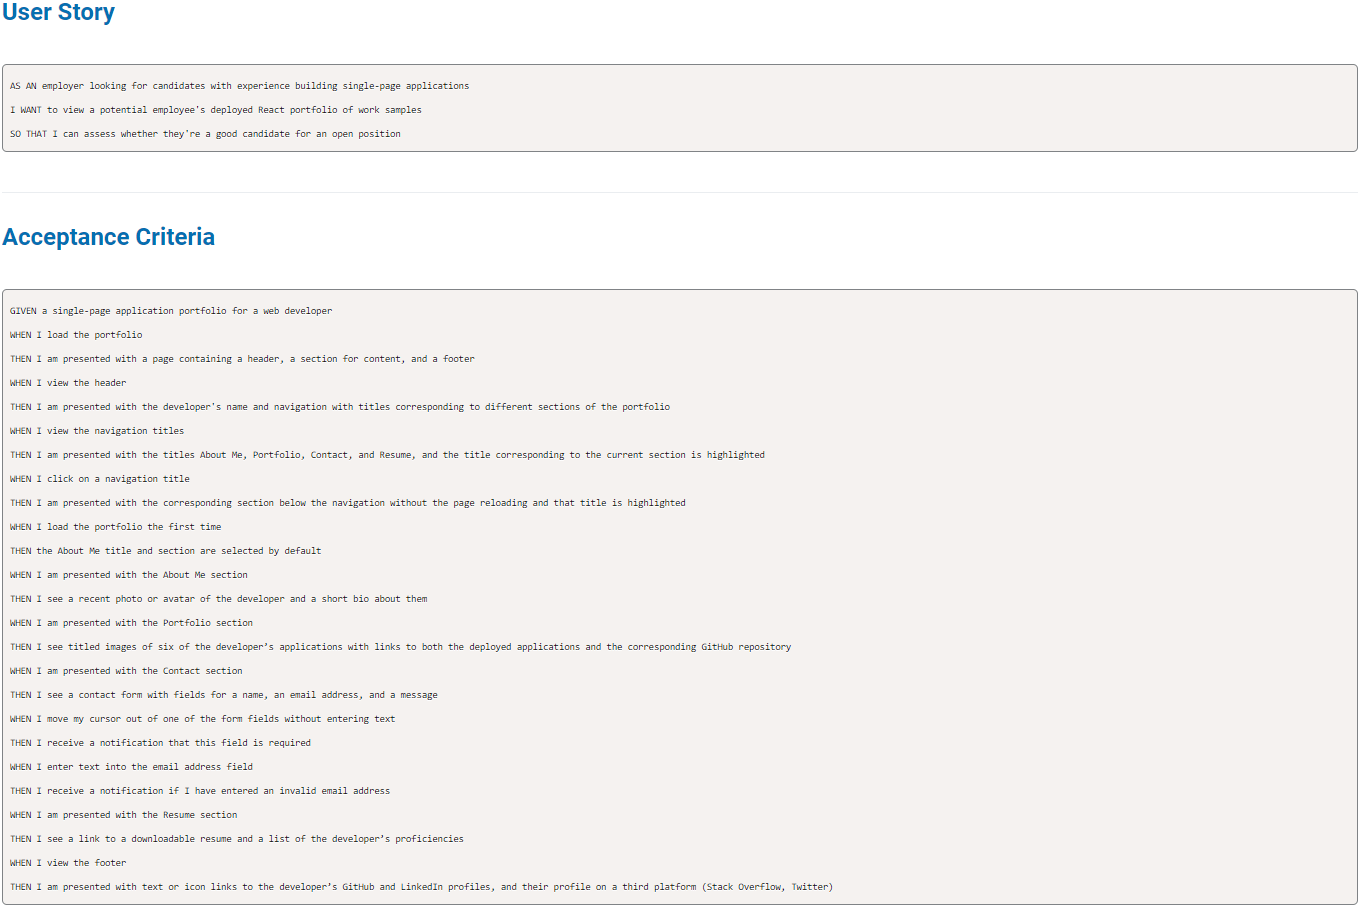 User Story
AS AN employer looking for candidates with experience building single-page applications
I WANT to view a potential employee's deployed React portfolio of work samples
SO THAT I can assess whether they're a good candidate for an open position
Acceptance Criteria
GIVEN a single-page application portfolio for a web developer
WHEN I load the portfolio
THEN I am presented with a page containing a header, a section for content, and a footer
WHEN I view the header
THEN I am presented with the developer's name and navigation with titles corresponding to different sections of the portfolio
WHEN I view the navigation titles
THEN I am presented with the titles About Me, Portfolio, Contact, and Resume, and the title corresponding to the current section is highlighted
WHEN I click on a navigation title
THEN I am presented with the corresponding section below the navigation without the page reloading and that title is highlighted
WHEN I load the portfolio the first time
THEN the About Me title and section are selected by default
WHEN I am presented with the About Me section
THEN I see a recent photo or avatar of the developer and a short bio about them
WHEN I am presented with the Portfolio section
THEN I see titled images of six of the developer’s applications with links to both the deployed applications and the corresponding GitHub repository
WHEN I am presented with the Contact section
THEN I see a contact form with fields for a name, an email address, and a message
WHEN I move my cursor out of one of the form fields without entering text
THEN I receive a notification that this field is required
WHEN I enter text into the email address field
THEN I receive a notification if I have entered an invalid email address
WHEN I am presented with the Resume section
THEN I see a link to a downloadable resume and a list of the developer’s proficiencies
WHEN I view the footer
THEN I am presented with text or icon links to the developer’s GitHub and LinkedIn profiles, and their profile on a third platform (Stack Overflow, Twitter)